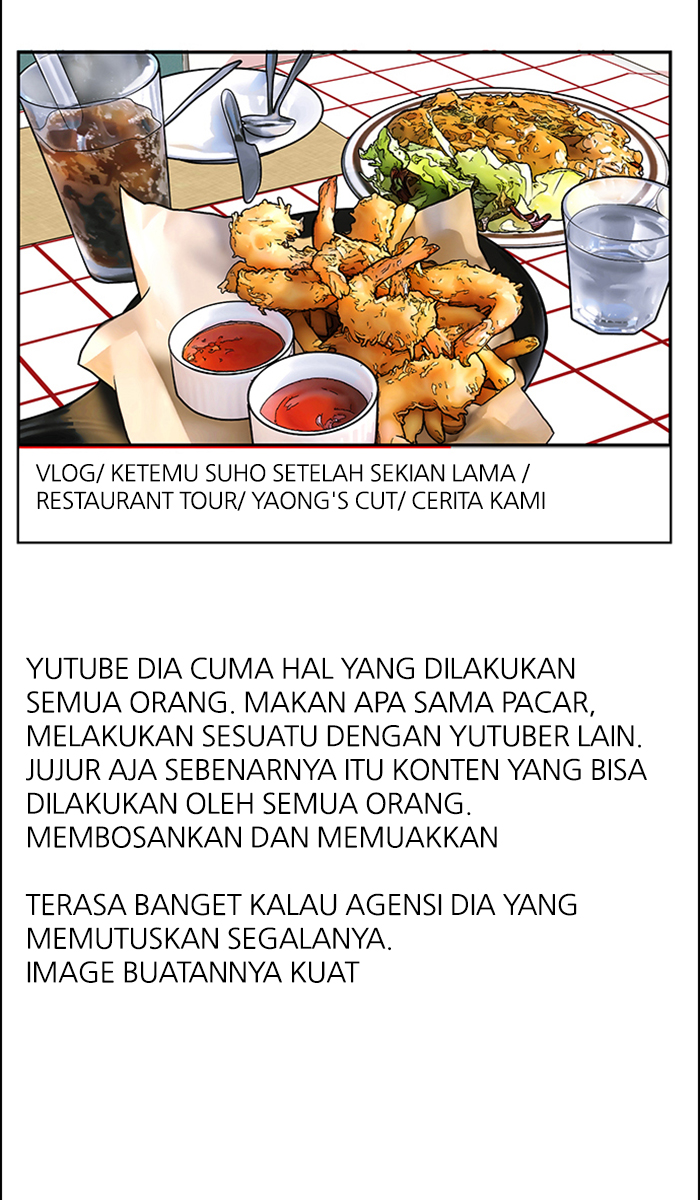 VLOG/ KETEMU SUHO SETELAH SEKIAN LAMA /
RESTAURANT TOUR/ YAONG'S CUT/ CERITA KAMI
YUTUBE DIA CUMA HAL YANG DILAKUKAN
SEMUA ORANG. MAKAN APA SAMA PACAR,
MELAKUKAN SESUATU DENGAN YUTUBER LAIN.
JUJUR AJA SEBENARNYA ITU KONTEN YANG BISA
DILAKUKAN OLEH SEMUA ORANG.
MEMBOSANKAN DAN MEMUAKKAN
TERASA BANGET KALAU AGENSI DIA YANG
MEMUTUSKAN SEGALANYA.
IMAGE BUATANNYA KUAT